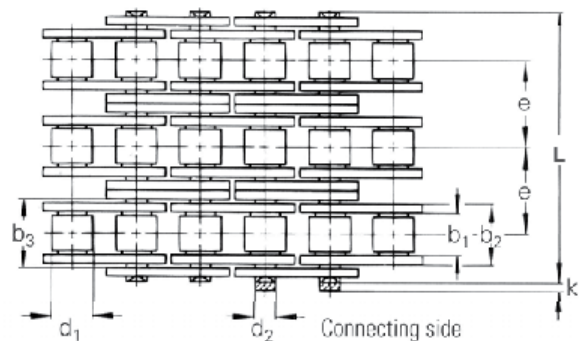 e
L
e
b₃
b₁-b₂
k
d₁
d₂
Connecting side